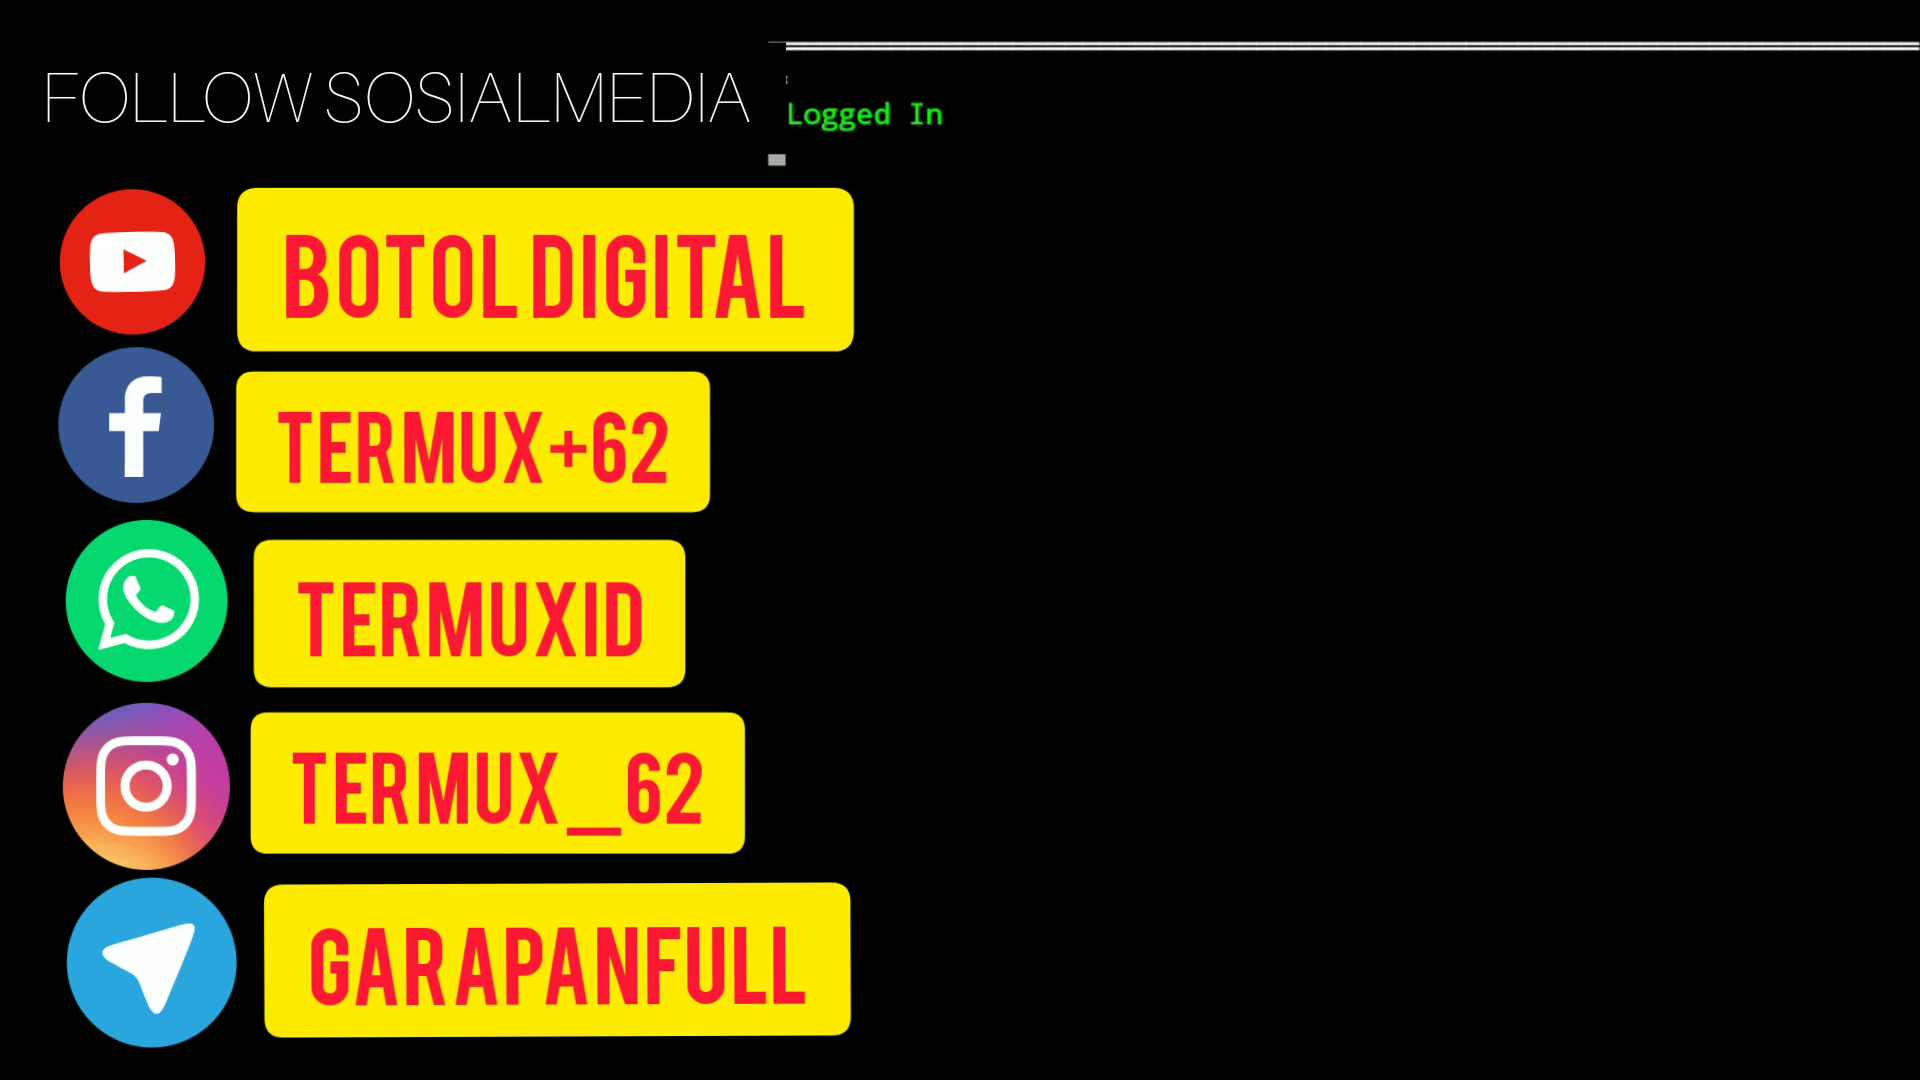 FOLLOW SOSIALMEDIA
Logged In
BOTOL DIGITAL
TERMUX+62
TERMUXID
TERMUX_62
GARAPANFULL